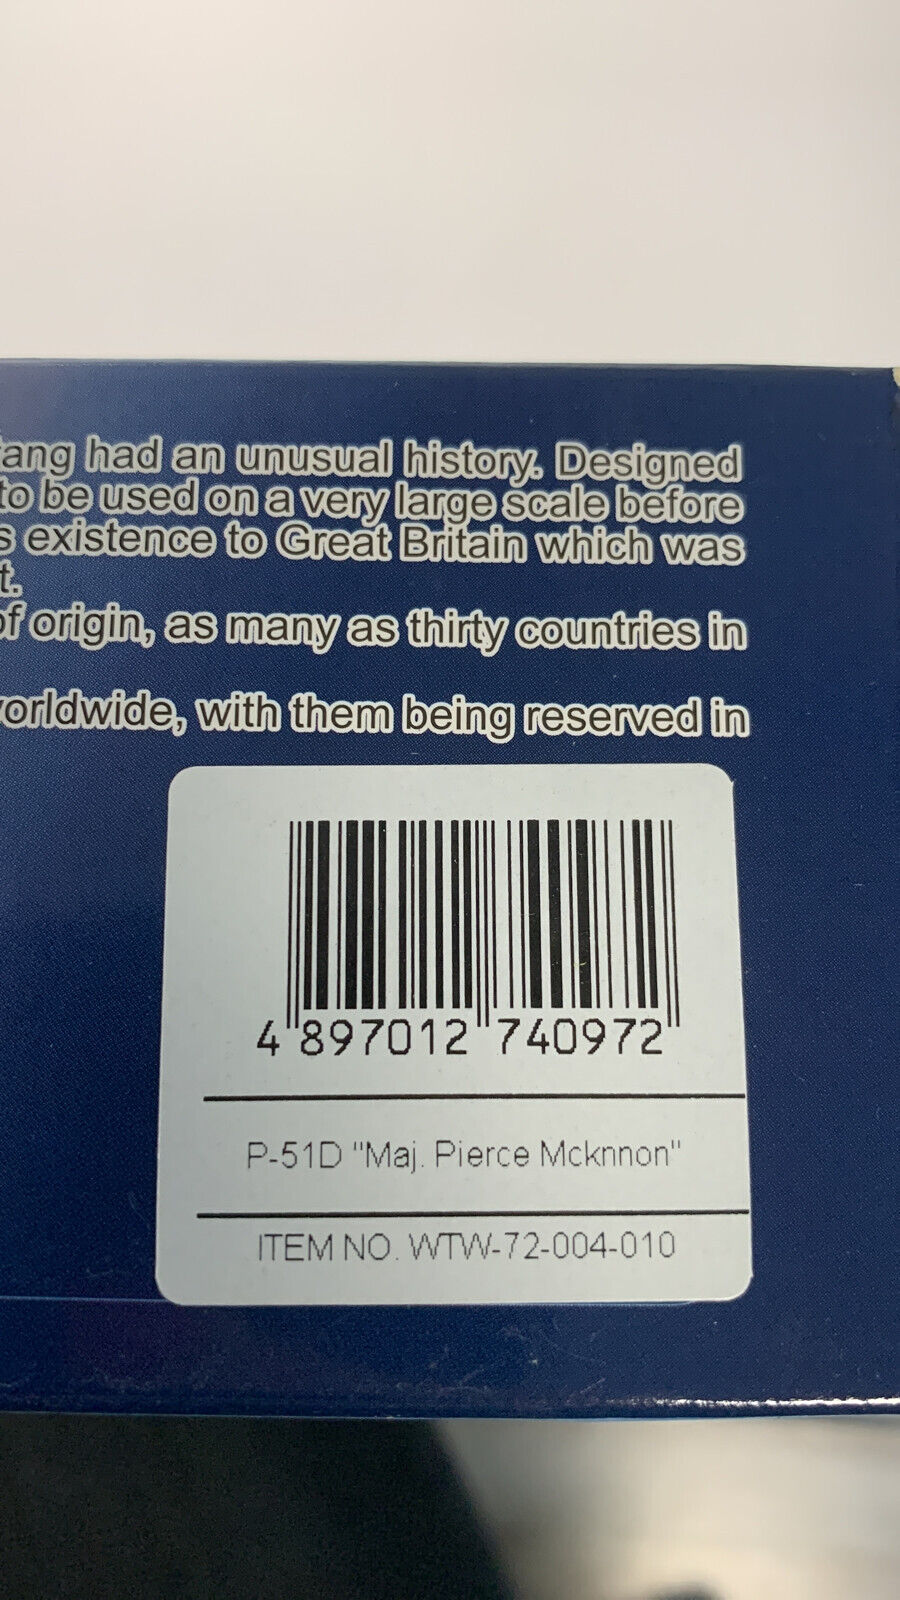 had an unusual history. Designed
to be used on a very large scale before
existence to Great Britain which was
of origin, as many as thirty countries in
with them being reserved in
4 897012 740972
P-51D "Maj. Pierce Mcknnon"
ITEM NO. WTW-72-004-010